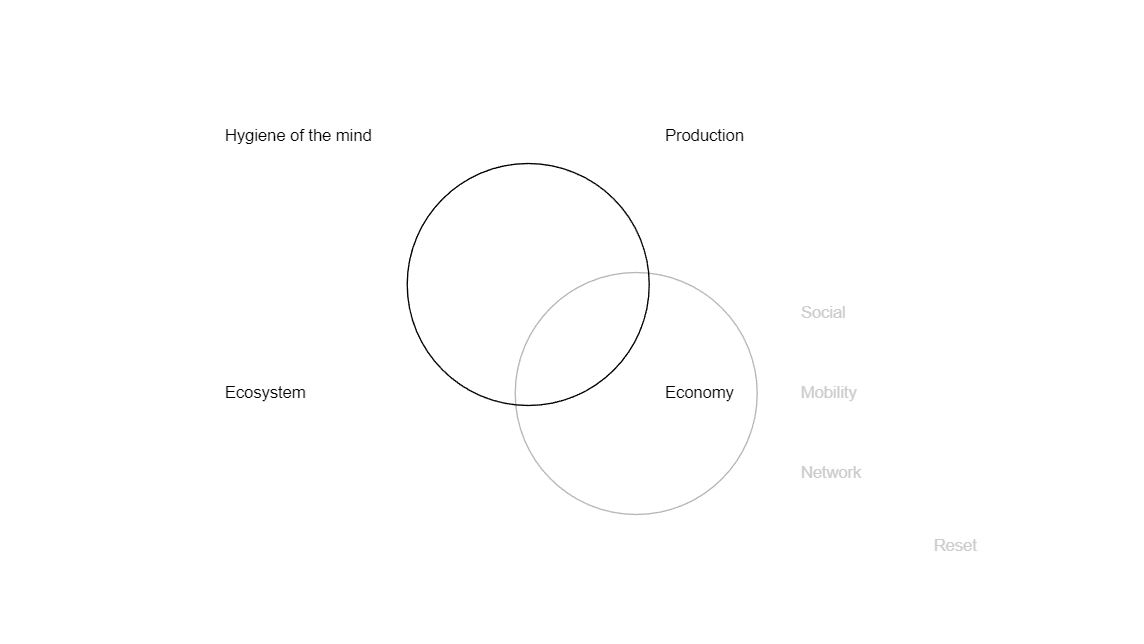 Hygiene of the mind
Production
Social
Ecosystem
Economy
Mobility
Network
Reset